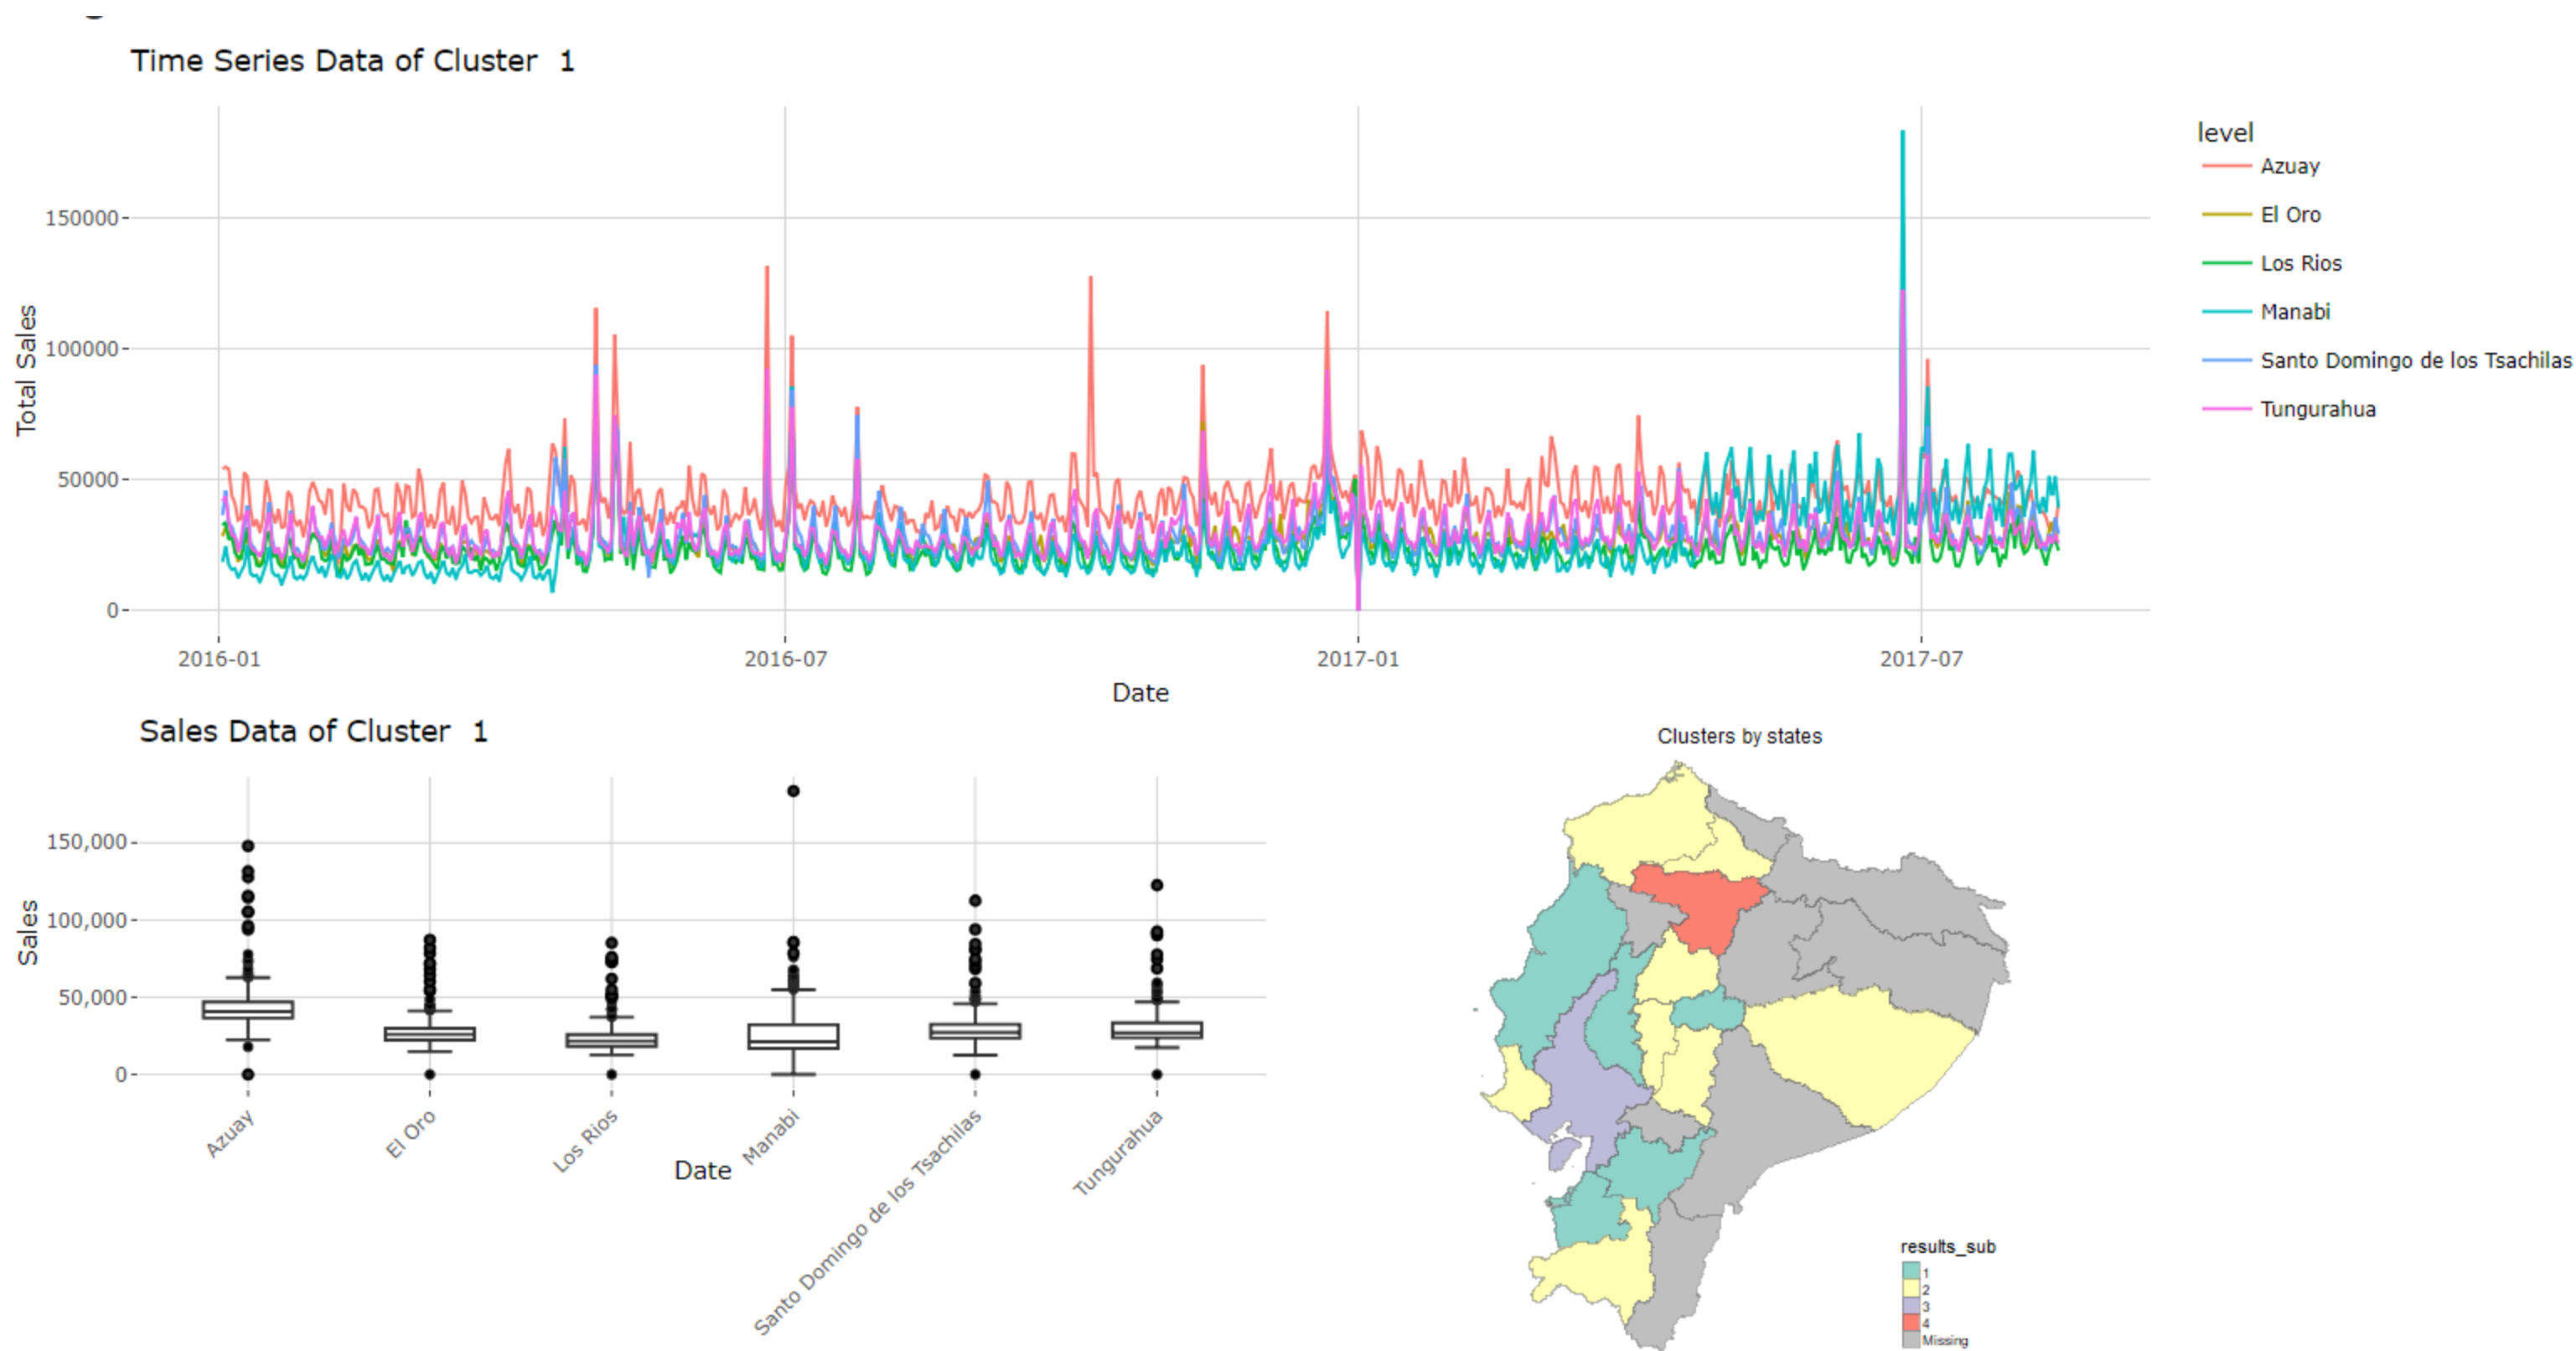 Time Series Data of Cluster 1
level
Azuay
El Oro
Los Rios
Manabi
Santo Domingo de los Tsachilas
Tungurahua
Total Sales
150000
100000
50000
0
2016-01
2016-07
2017-01
2017-07
Date
Sales Data of Cluster 1
Sales
150,000
100,000
50,000
0
Azuay
El Oro
Los Rios
Manabi
Santo Domingo de los Tsachilas
Tungurahua
Date
Clusters by states
results_sub
1
2
3
4
Missing